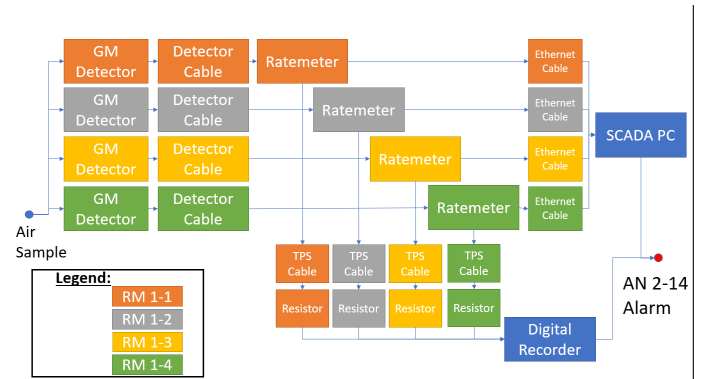 GM
Detector
Detector
Cable
Ratemeter
Ethernet
Cable
GM
Detector
Detector
Cable
Ratemeter
Ethernet
Cable
SCADA PC
GM
Detector
Detector
Cable
Ratemeter
Ethernet
Cable
GM
Detector
Detector
Cable
Ratemeter
Ethernet
Cable
Air
Sample
TPS
Cable
TPS
Cable
TPS
Cable
TPS
Cable
Legend:
RM 1-1
RM 1-2
RM 1-3
RM 1-4
Resistor
Resistor
Resistor
Resistor
Digital
Recorder
AN 2-14
Alarm